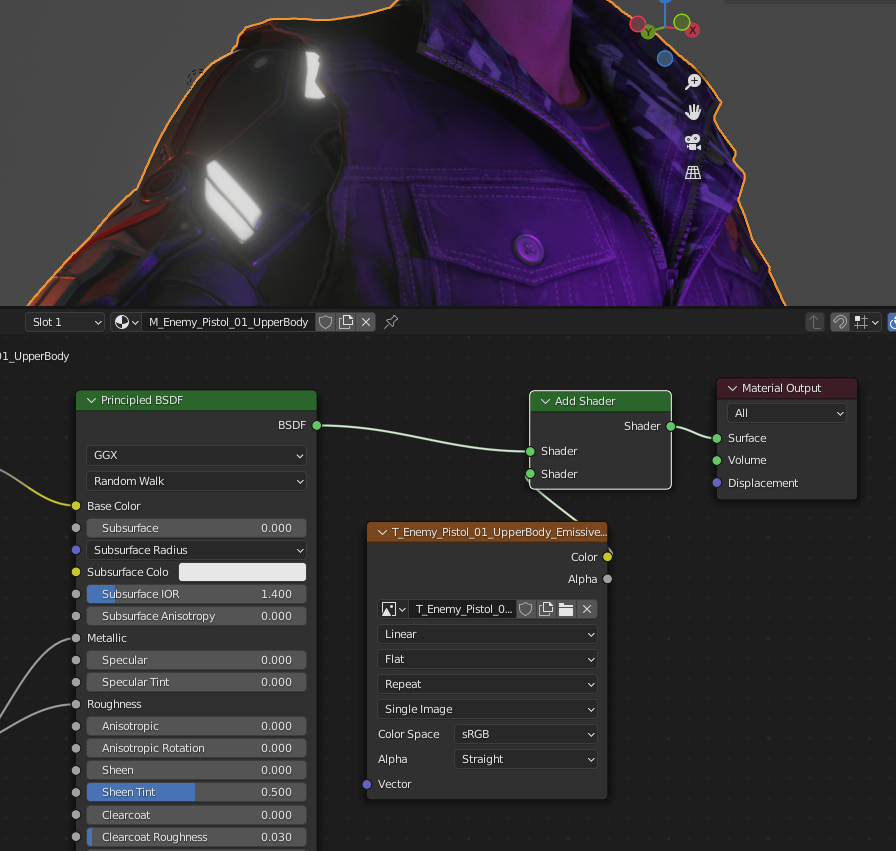 Y
X
Slot 1
M_Enemy_Pistol_01_UpperBody
01_UpperBody
Principled BSDF
BSDF
GGX
Random Walk
Base Color
Subsurface 0.000
Subsurface Radius
Subsurface Colo
Subsurface IOR 1.400
Subsurface Anisotropy 0.000
Metallic
Specular 0.000
Specular Tint 0.000
Roughness
Anisotropic 0.000
Anisotropic Rotation 0.000
Sheen 0.000
Sheen Tint 0.500
Clearcoat 0.000
Clearcoat Roughness 0.030
Add Shader
Shader
Shader
Shader
T_Enemy_Pistol_01_UpperBody_Emissive...
Color
Alpha
T_Enemy_Pistol_0...
Linear
Flat
Repeat
Single Image
Color Space sRGB
Alpha Straight
Vector
Material Output
All
Surface
Volume
Displacement